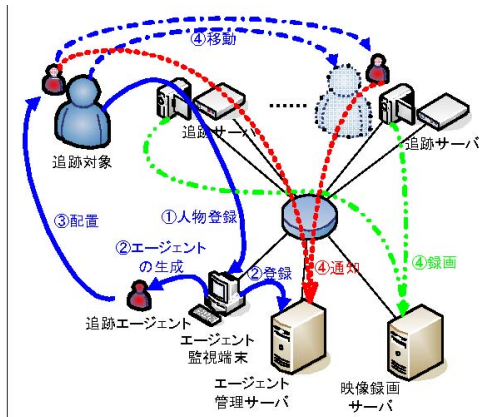 ④移動
追跡サーバ
追跡サーバ
追跡対象
①人物登録
③配置
②エージェント
の生成
②登録
④通知
④録画
追跡エージェント
エージェント
監視端末
エージェント
管理サーバ
映像録画
サーバ